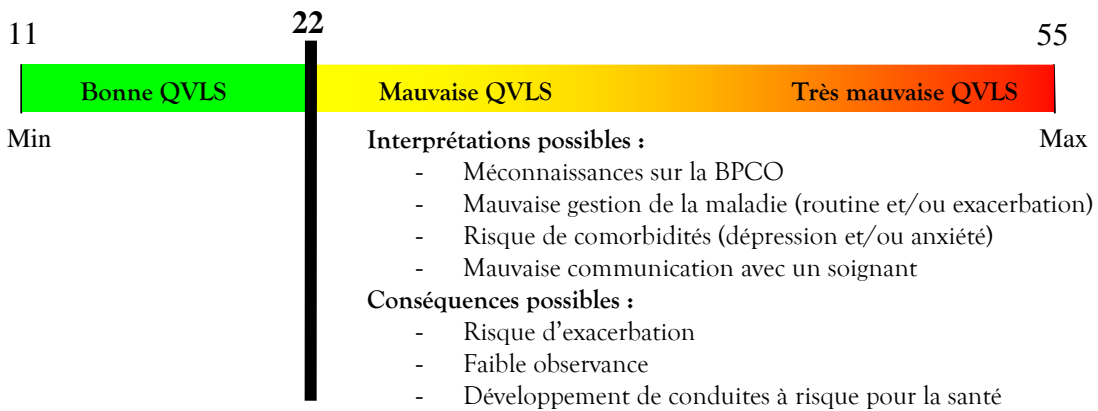 22
11
55
Bonne QVLS
Mauvaise QVLS
Très mauvaise QVLS
Min
Max
Interprétations possibles :
- Méconnaissances sur la BPCO
- Mauvaise gestion de la maladie (routine et/ou exacerbation)
- Risque de comorbidités (dépression et/ou anxiété)
- Mauvaise communication avec un soignant
Conséquences possibles :
- Risque d'exacerbation
- Faible observance
- Développement de conduites à risque pour la santé